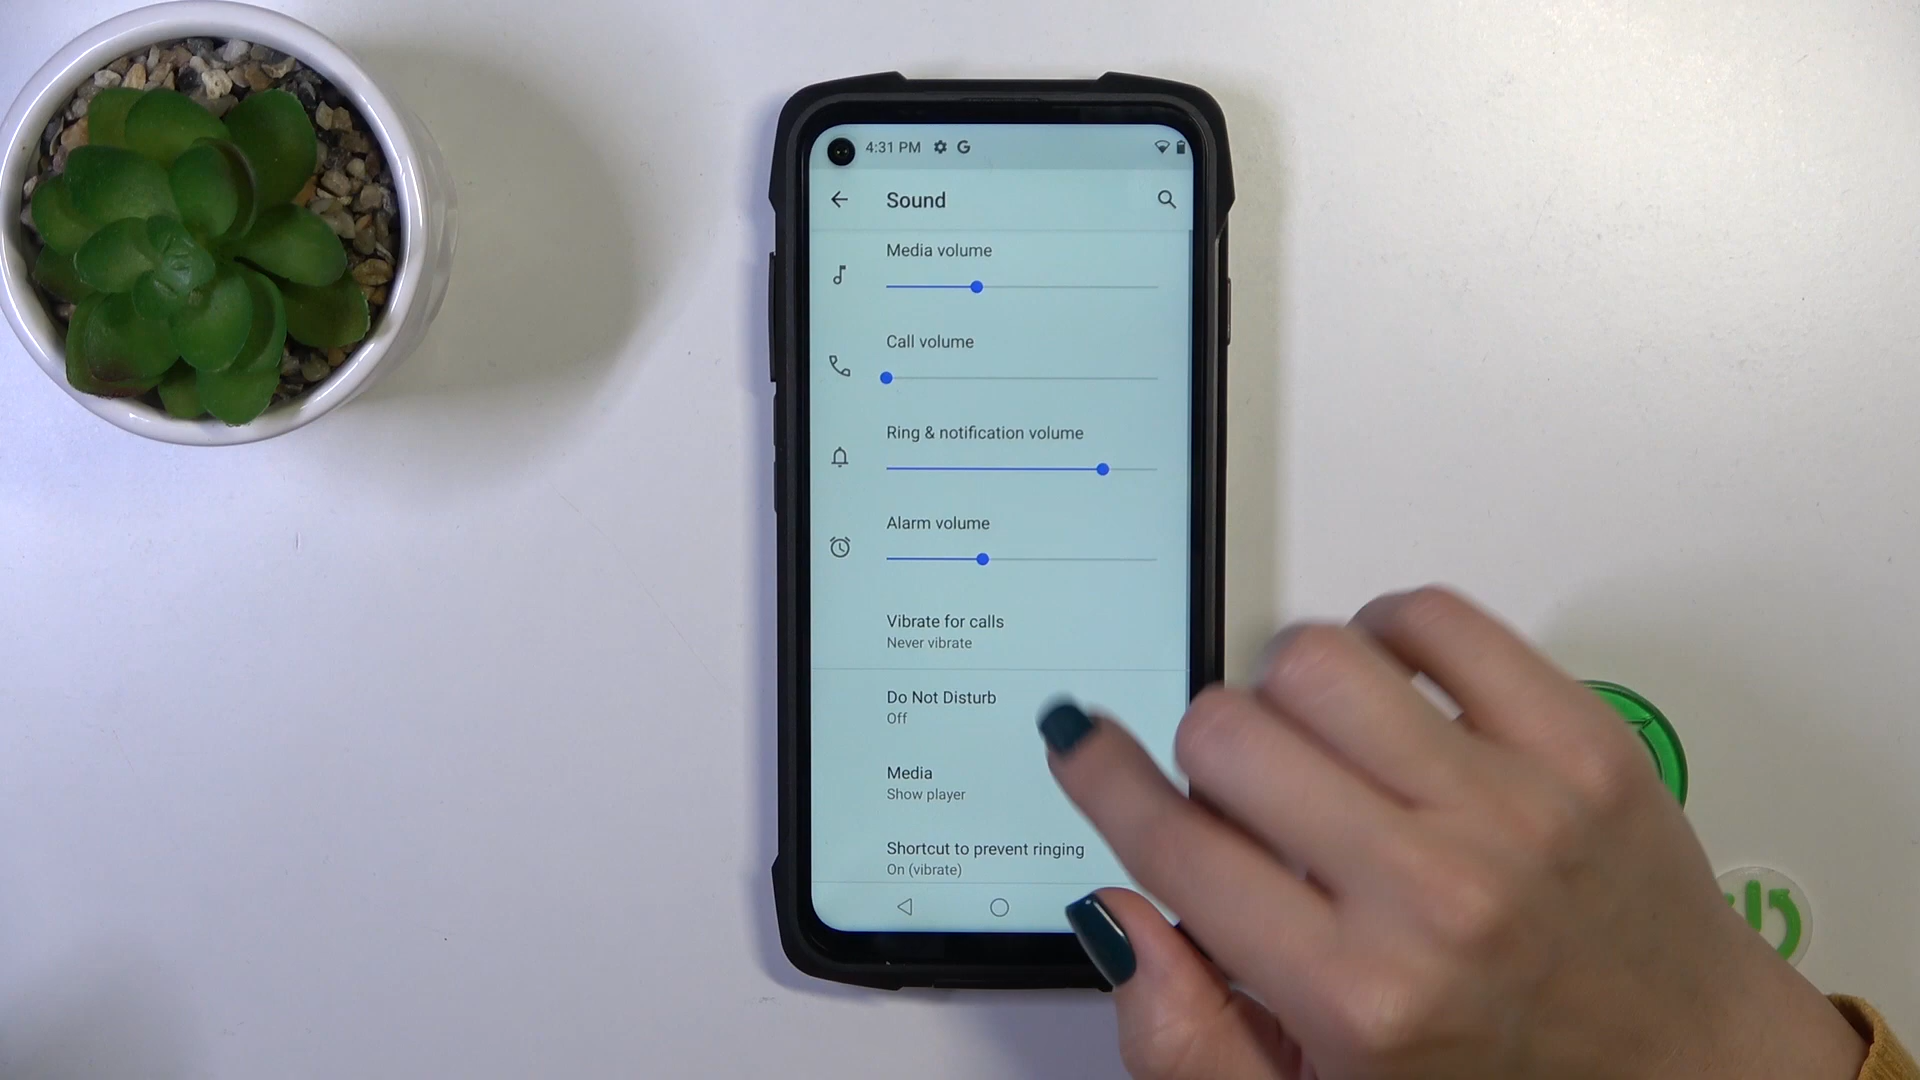 4:31 PM G
Sound
Media volume
Call volume
Ring & notification volume
Alarm volume
Vibrate for calls
Never vibrate
Do Not Disturb
Off
Media
Show player
Shortcut to prevent ringing
On (vibrate)